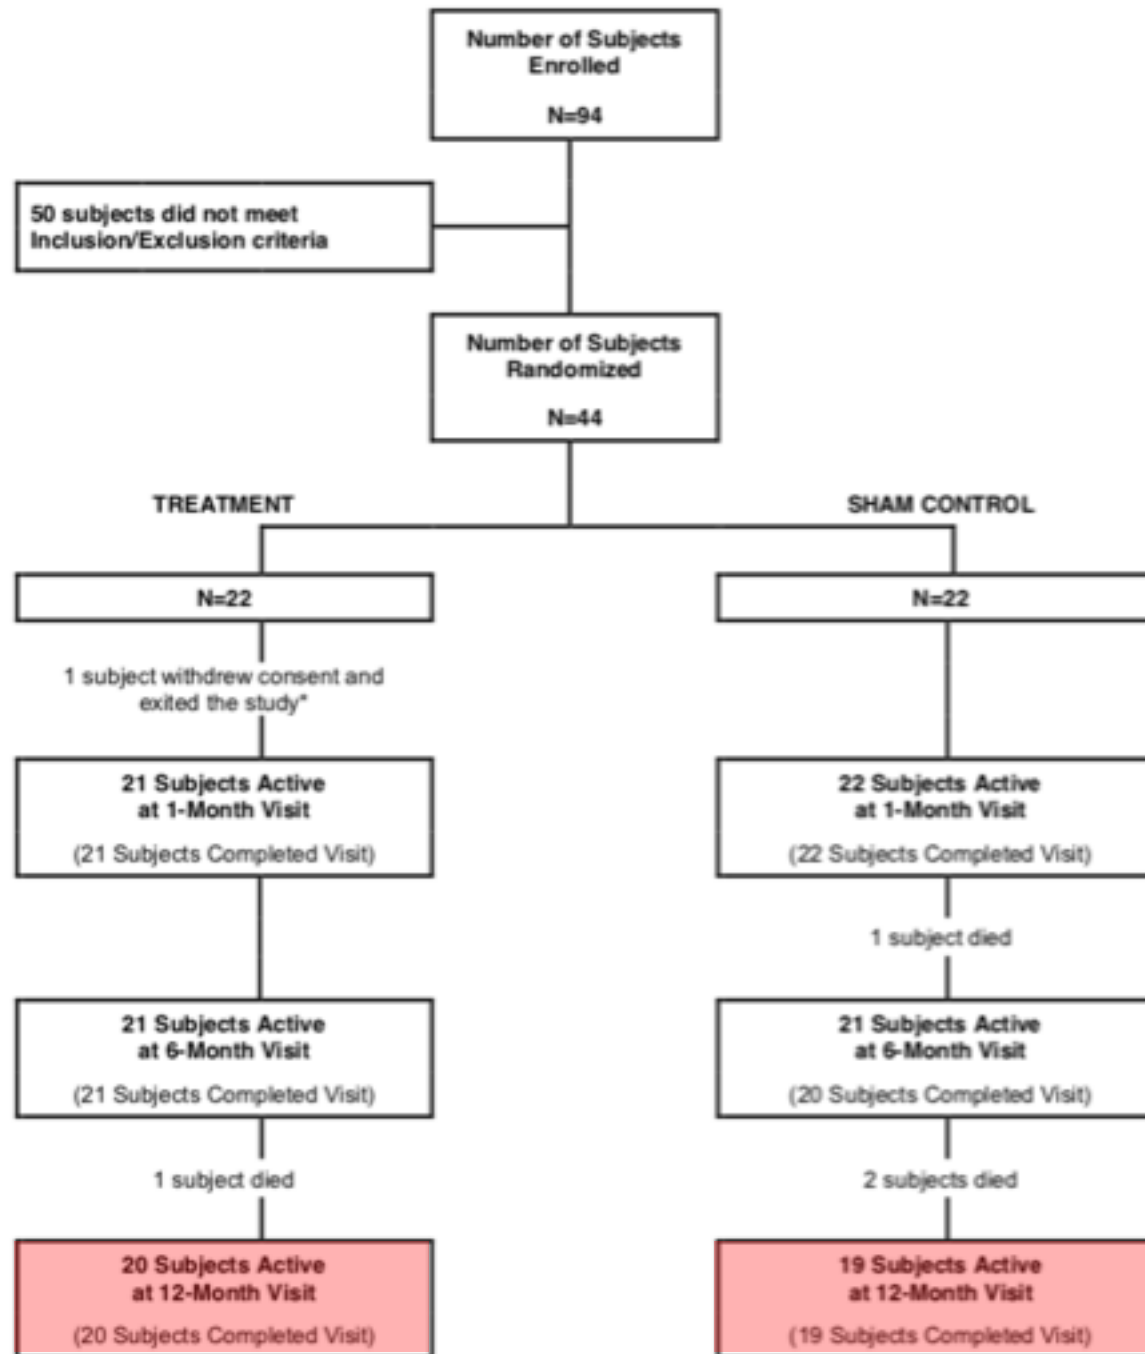 Number of Subjects
Enrolled
N=94
50 subjects did not meet
Inclusion/Exclusion criteria
Number of Subjects
Randomized
N=44
TREATMENT
SHAM CONTROL
N=22
N=22
1 subject withdrew consent and
exited the study*
21 Subjects Active
at 1-Month Visit
(21 Subjects Completed Visit)
22 Subjects Active
at 1-Month Visit
(22 Subjects Completed Visit)
1 subject died
21 Subjects Active
at 6-Month Visit
(21 Subjects Completed Visit)
21 Subjects Active
at 6-Month Visit
(20 Subjects Completed Visit)
1 subject died
2 subjects died
20 Subjects Active
at 12-Month Visit
(20 Subjects Completed Visit)
19 Subjects Active
at 12-Month Visit
(19 Subjects Completed Visit)